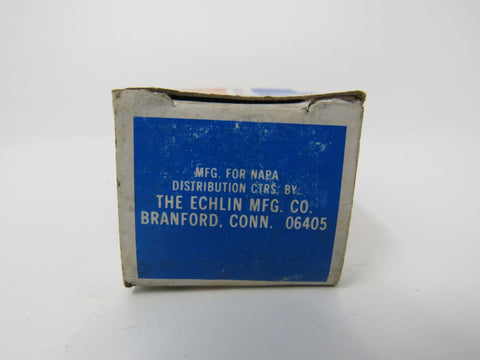 MFG. FOR NAPA
DISTRIBUTION CTRS. BY:
THE ECHLIN MFG. CO.
BRANFORD, CONN. 06405